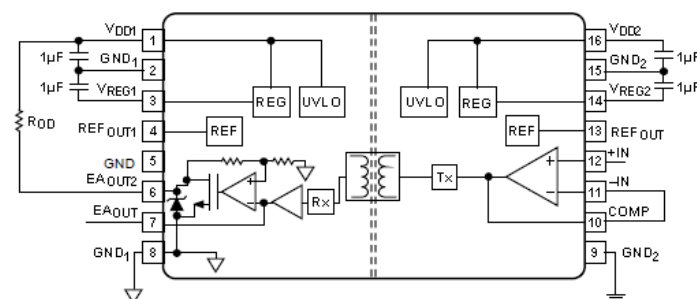 VDD1
1µF
GND1
1µF
VREG1
ROD
REFOUT1
GND
EAOUT2
EAOUT
GND1
1
2
3
4
5
6
7
8
REG
UVLO
REF
Rx
UVLO
REG
REF
Tx
16
15
14
13
12
11
10
9
VDD2
1µF
GND2
1µF
VREG2
REFOUT
+IN
–IN
COMP
GND2
+
–
+
–